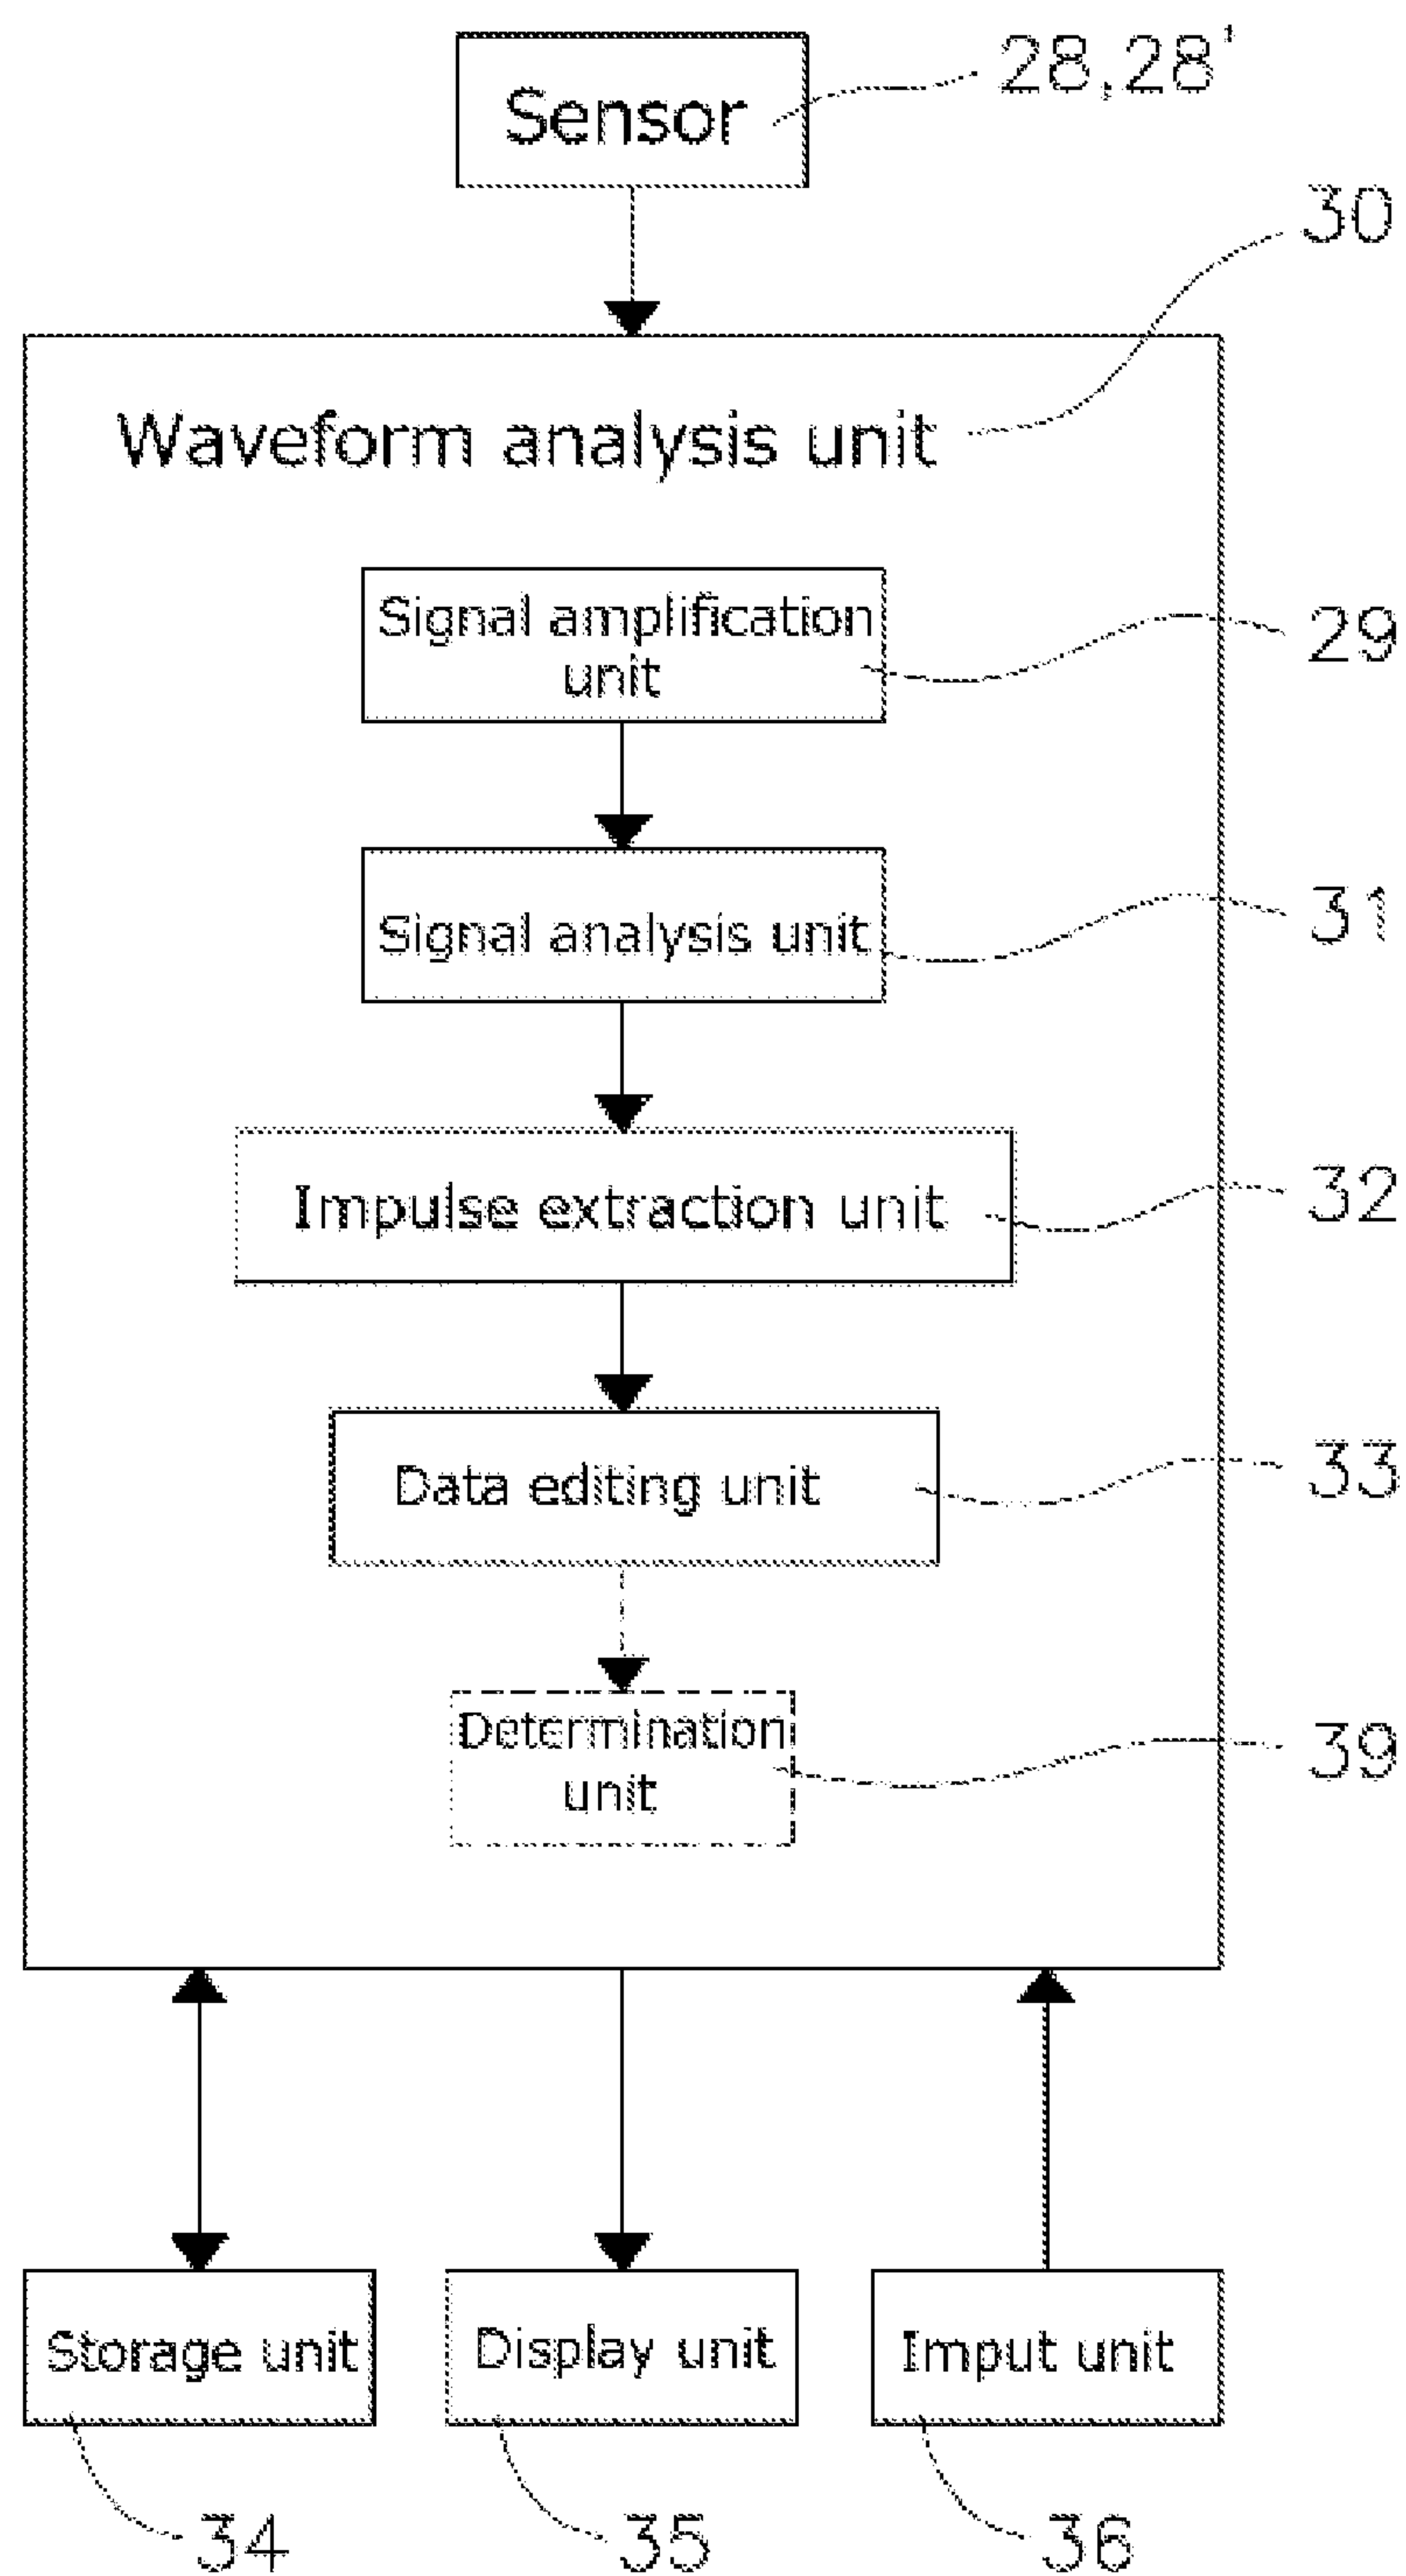 Sensor
28,28'
30
Waveform analysis unit
Signal amplification
unit
29
Signal analysis unit
31
Impulse extraction unit
32
Data editing unit
33
Determination
unit
39
Storage unit
Display unit
Imput unit
34
35
36